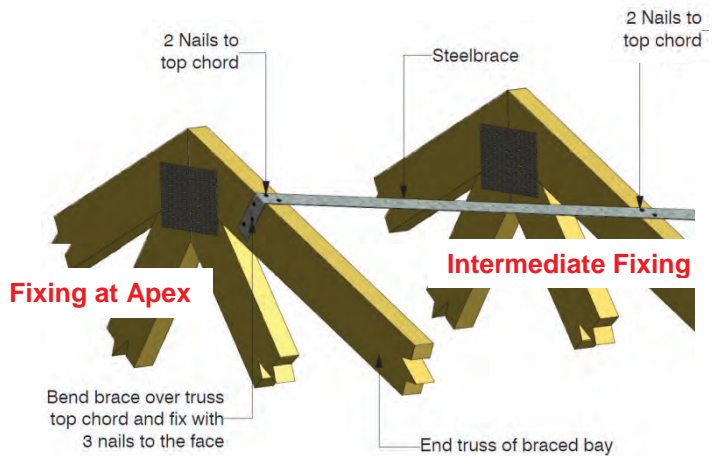 2 Nails to
top chord
Steelbrace
2 Nails to
top chord
Fixing at Apex
Intermediate Fixing
Bend brace over truss
top chord and fix with
3 nails to the face
End truss of braced bay